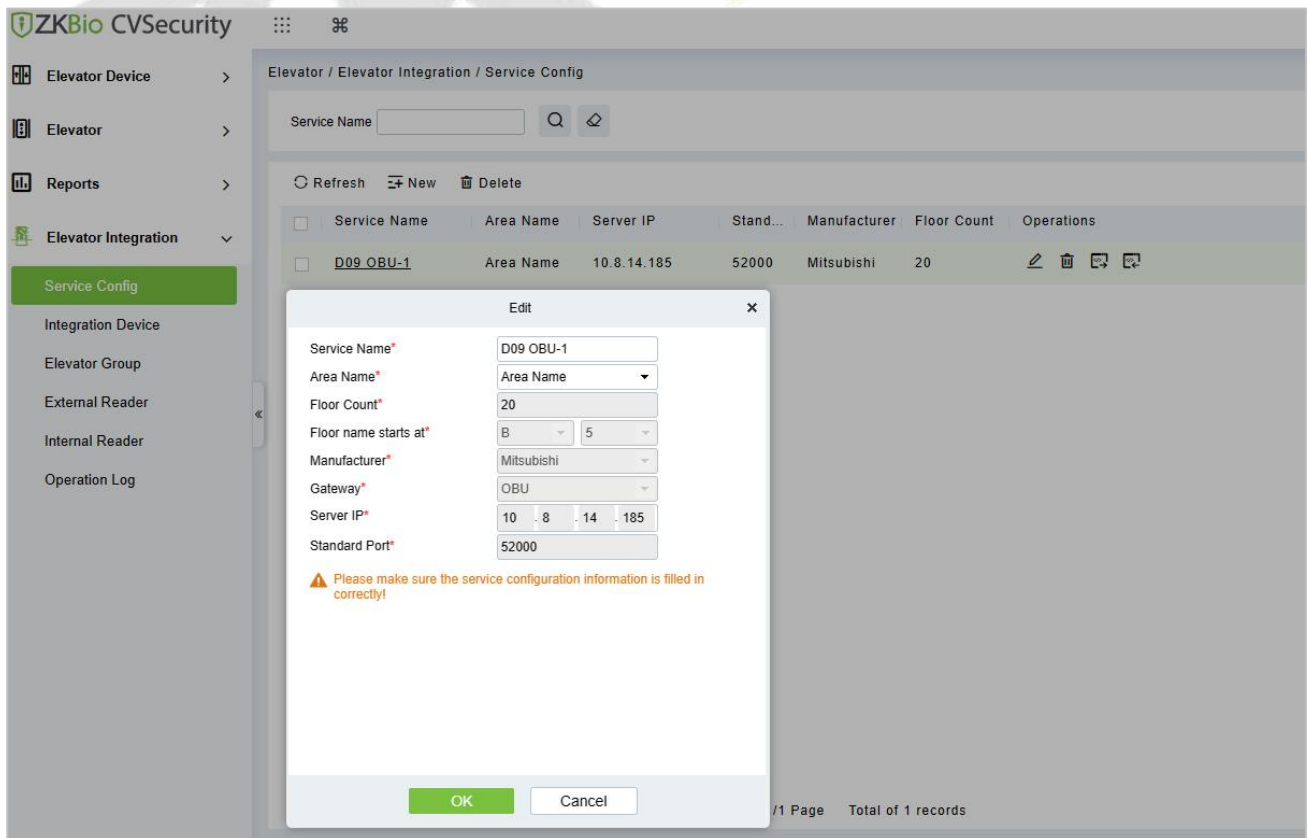 ZKBio CVSecurity
Elevator Device
Elevator
Reports
Elevator Integration
Service Config
Integration Device
Elevator Group
External Reader
Internal Reader
Operation Log
Elevator / Elevator Integration / Service Config
Service Name
Refresh New Delete
Service Name Area Name Server IP Stand... Manufacturer Floor Count Operations
D09 OBU-1 Area Name 10.8.14.185 52000 Mitsubishi 20
Edit
Service Name* D09 OBU-1
Area Name* Area Name
Floor Count* 20
Floor name starts at* B 5
Manufacturer* Mitsubishi
Gateway* OBU
Server IP* 10 . 8 . 14 . 185
Standard Port* 52000
Please make sure the service configuration information is filled in
correctly!
OK Cancel
/1 Page Total of 1 records